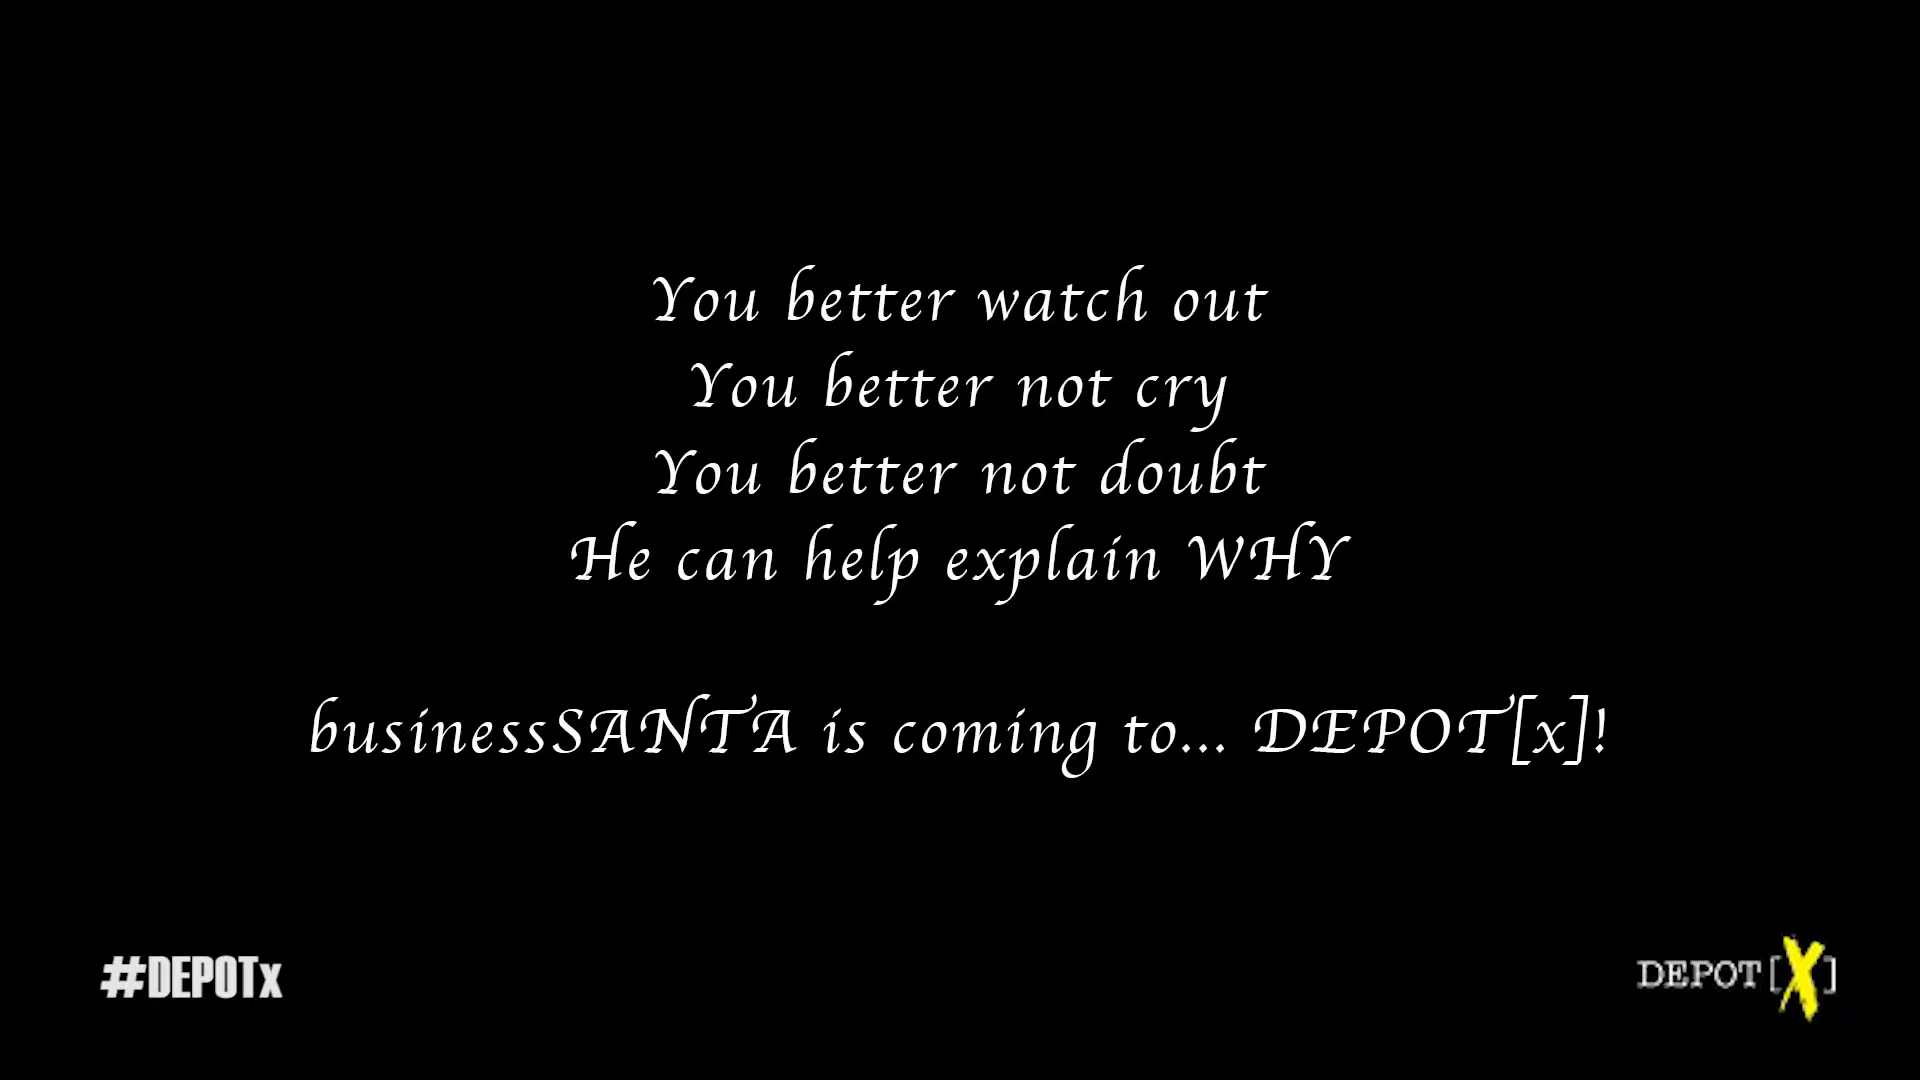 You better watch out
You better not cry
You better not doubt
He can help explain WHY
businessSANTA is coming to... DEPOT[x]!
#DEPOTx
DEPOT[X]